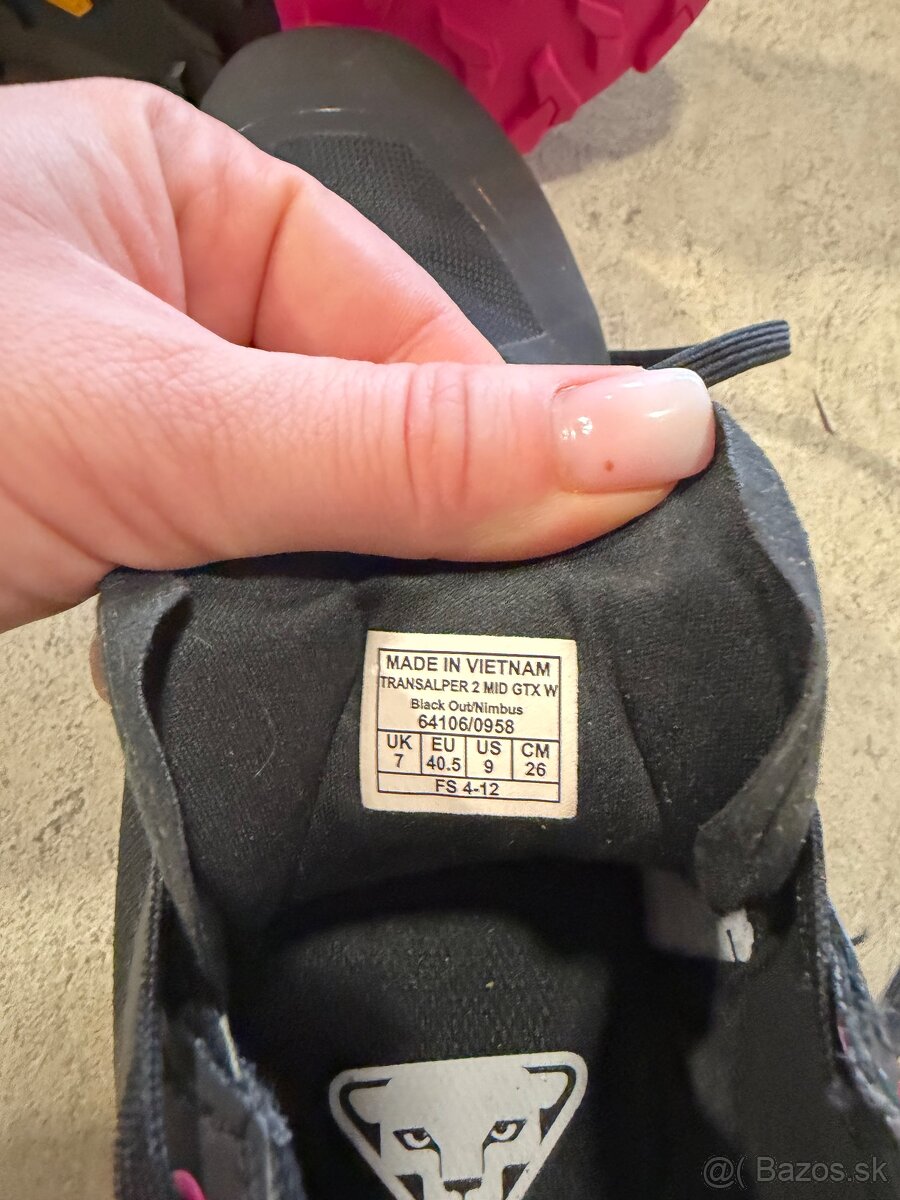 MADE IN VIETNAM
TRANSALPER 2 MID GTX W
Black Out/Nimbus
64106/0958
UK EU US CM
7 40.5 9 26
FS 4-12
@( Bazos.sk